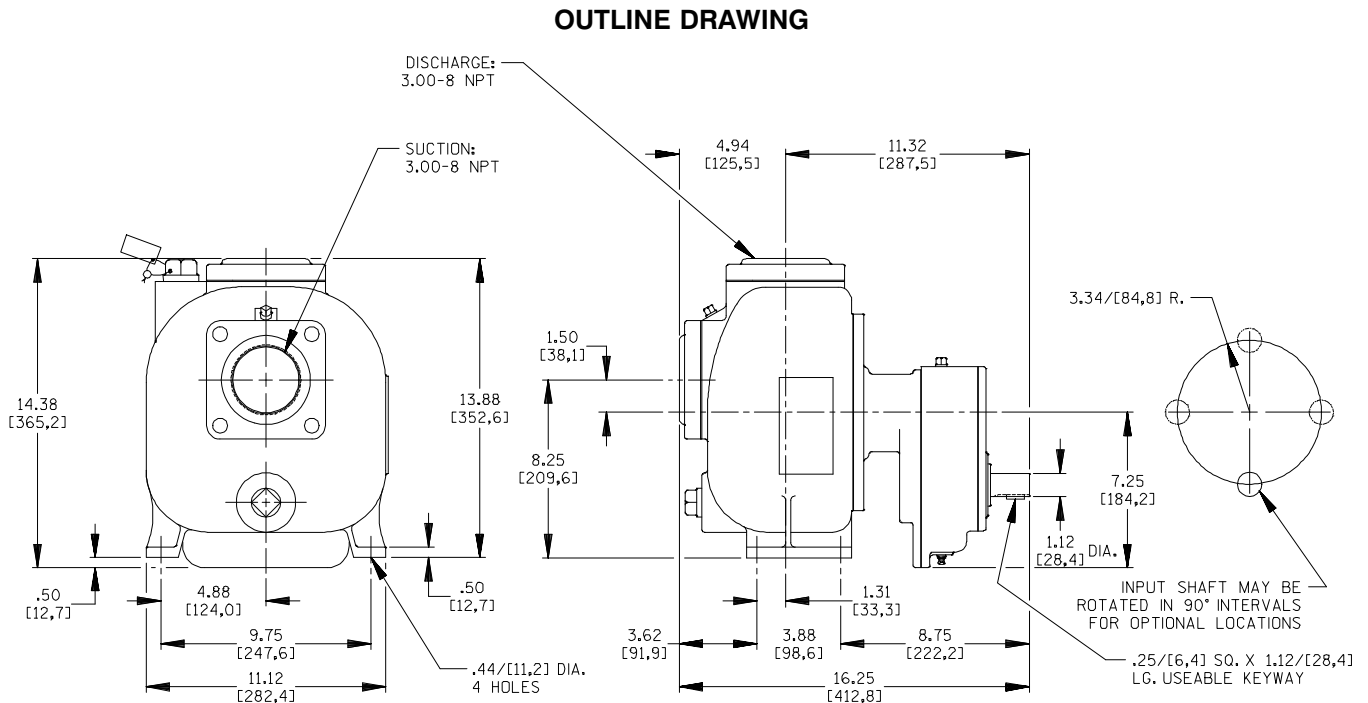 OUTLINE DRAWING
DISCHARGE:
3.00-8 NPT
SUCTION:
3.00-8 NPT
4.94
[125,5]
11.32
[287,5]
3.34/[84,8] R.
1.50
[38,1]
14.38
[365,2]
13.88
[352,6]
8.25
[209,6]
7.25
[184,2]
1.12
[28,4] DIA.
.50
[12,7]
4.88
[124,0]
.50
[12,7]
1.31
[33,3]
INPUT SHAFT MAY BE
ROTATED IN 90° INTERVALS
FOR OPTIONAL LOCATIONS
9.75
[247,6]
3.62
[91,9]
3.88
[98,6]
8.75
[222,2]
.44/[11,2] DIA.
4 HOLES
.25/[6,4] SQ. X 1.12/[28,4]
LG. USEABLE KEYWAY
11.12
[282,4]
16.25
[412,8]